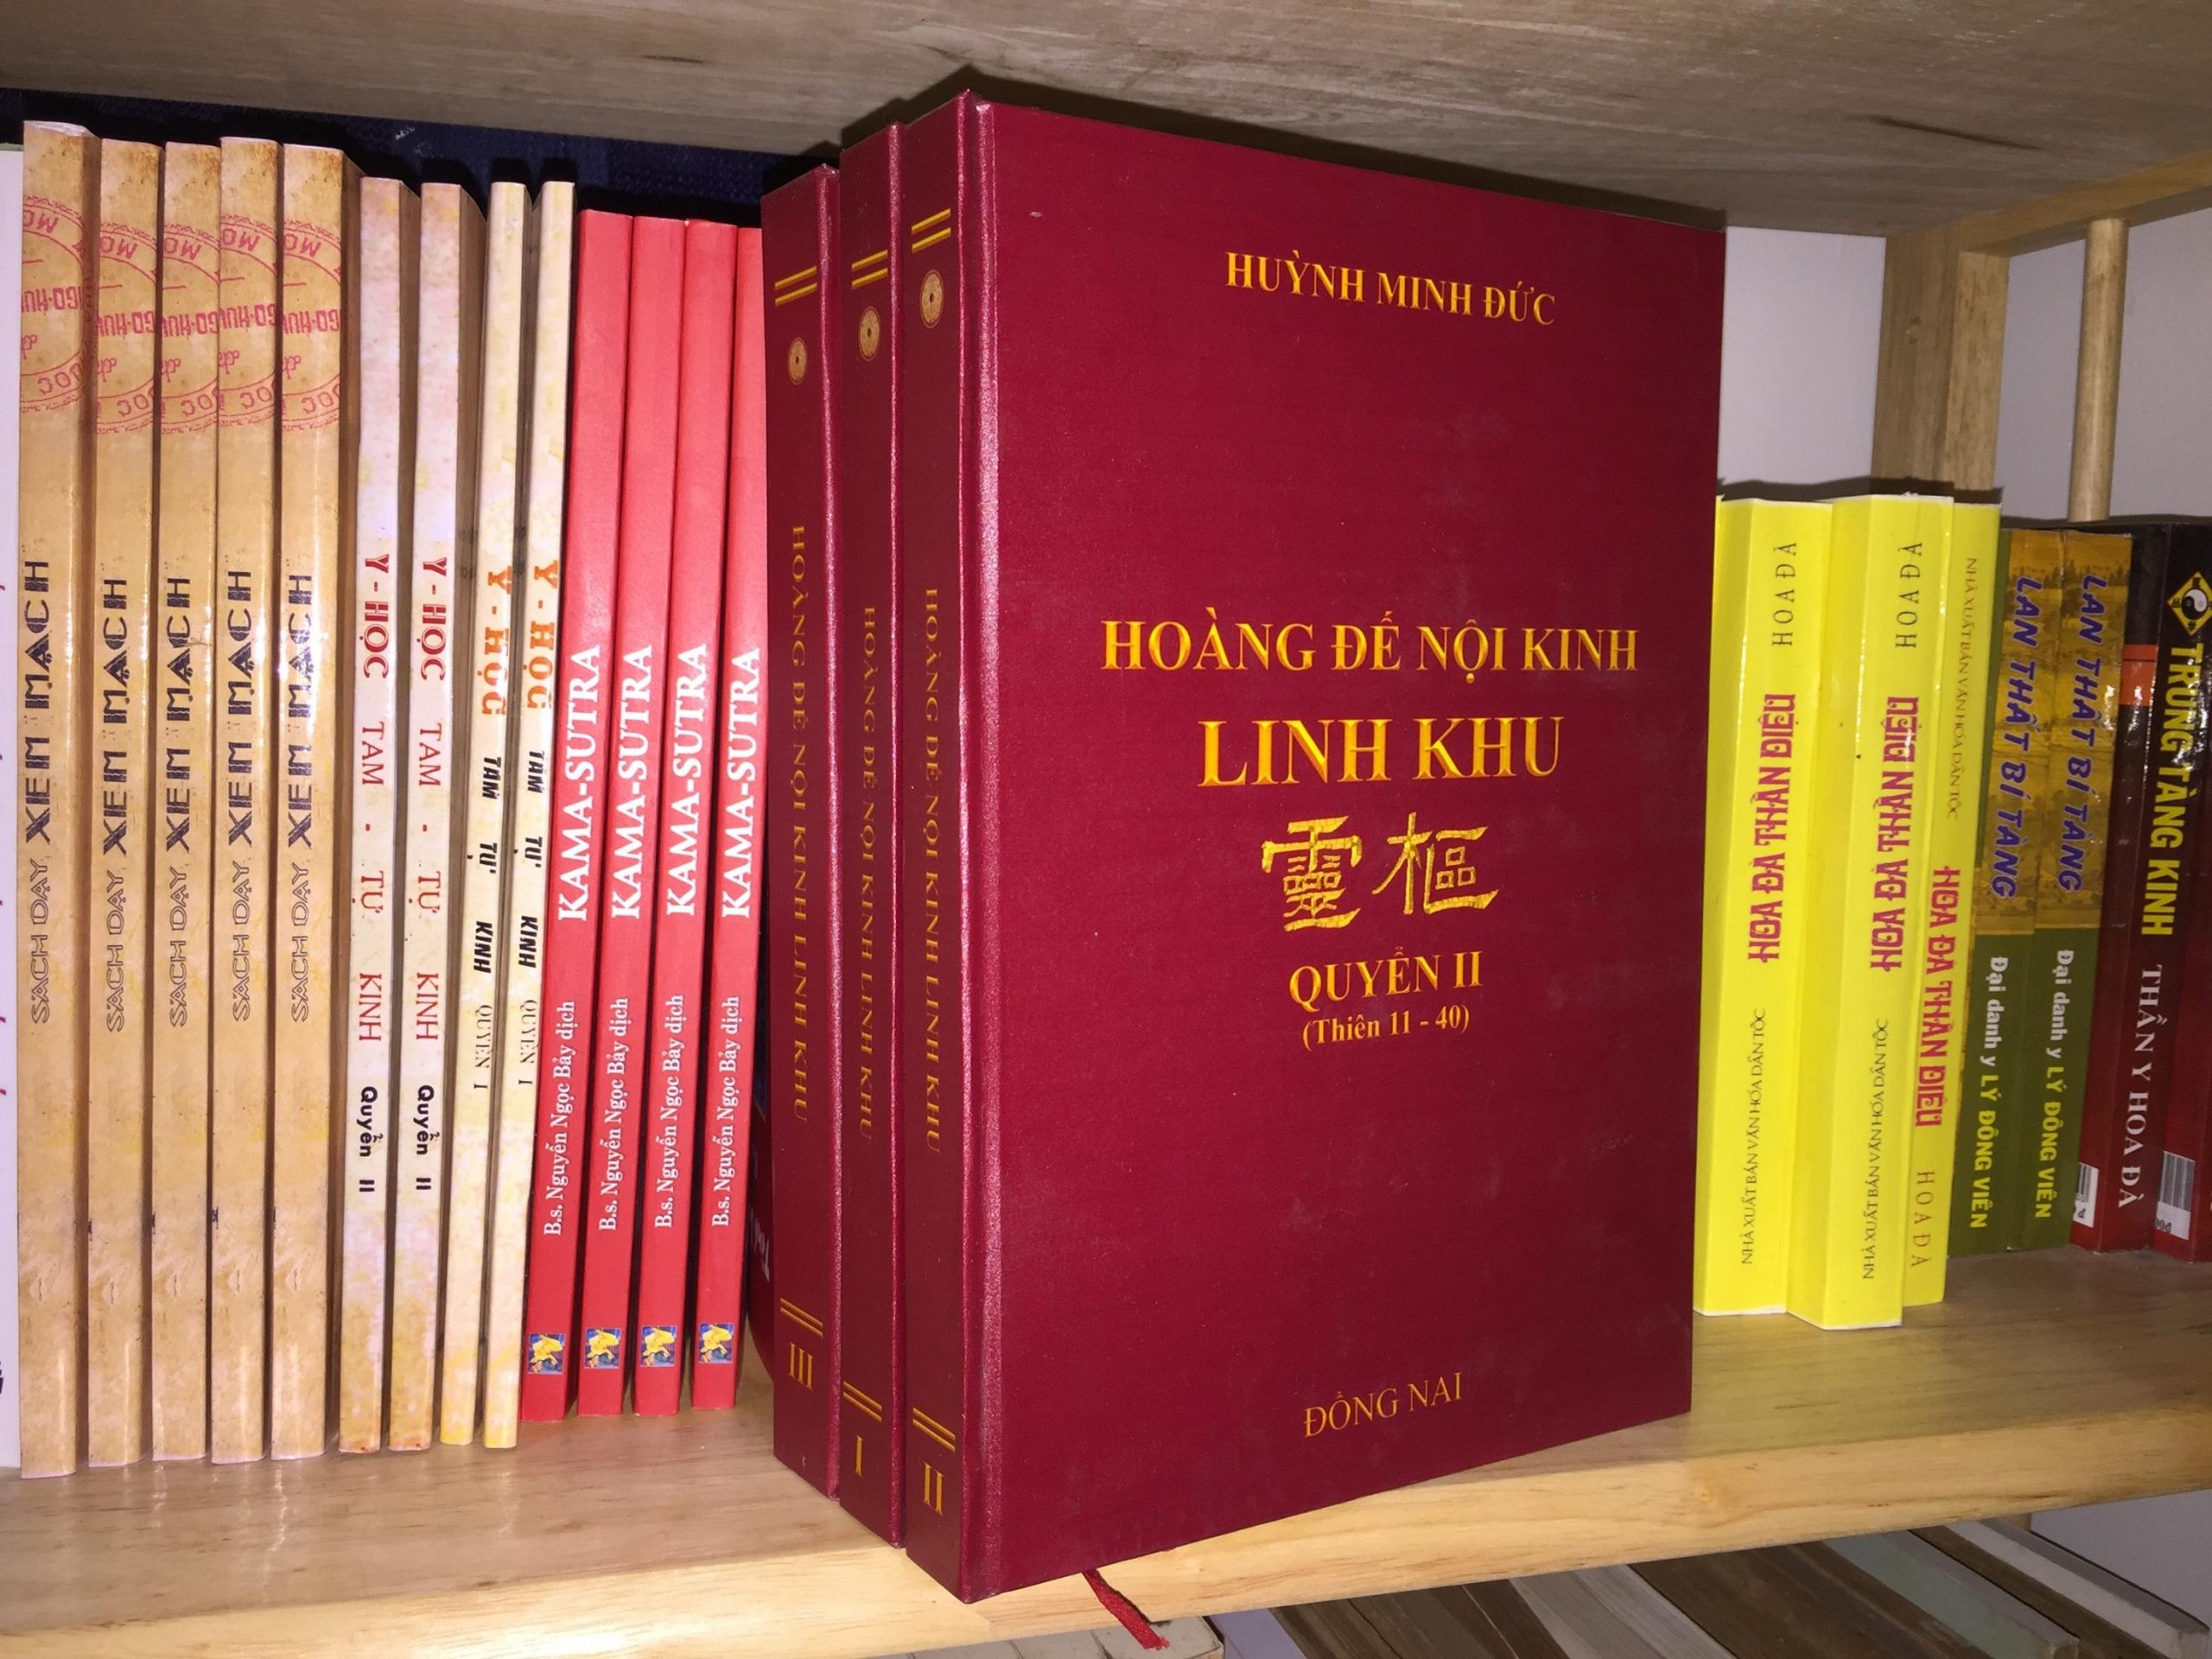 SÁCH DẠY XEM MẠCH
SÁCH DẠY XEM MẠCH
SÁCH DẠY XEM MẠCH
SÁCH DẠY XEM MẠCH
SÁCH DẠY XEM MẠCH
Y - HỌC TAM - TỰ KINH Quyển II
Y - HỌC TAM - TỰ KINH Quyển II
Y - HỌC TAM TỰ KINH QUYỂN I
Y - HỌC TAM TỰ KINH QUYỂN I
B.s. Nguyễn Ngọc Bảy dịch KAMA-SUTRA
B.s. Nguyễn Ngọc Bảy dịch KAMA-SUTRA
B.s. Nguyễn Ngọc Bảy dịch KAMA-SUTRA
B.s. Nguyễn Ngọc Bảy dịch KAMA-SUTRA
HOÀNG ĐẾ NỘI KINH LINH KHU
III
HOÀNG ĐẾ NỘI KINH LINH KHU
I
HOÀNG ĐẾ NỘI KINH LINH KHU
II
HUỲNH MINH ĐỨC
HOÀNG ĐẾ NỘI KINH
LINH KHU
靈樞
QUYỂN II
(Thiên 11 - 40)
ĐỒNG NAI
NHÀ XUẤT BẢN VĂN HÓA DÂN TỘC HOA ĐÀ THẦN DIỆU HOA ĐÀ
NHÀ XUẤT BẢN VĂN HÓA DÂN TỘC HOA ĐÀ THẦN DIỆU HOA ĐÀ
NHÀ XUẤT BẢN VĂN HÓA DÂN TỘC HOA ĐÀ THẦN DIỆU HOA ĐÀ
LAN THẤT BÍ TÀNG Đại danh y LÝ ĐÔNG VIÊN
LAN THẤT BÍ TÀNG Đại danh y LÝ ĐÔNG VIÊN
THẦN Y HOA ĐÀ
TRUNG TÀNG KINH